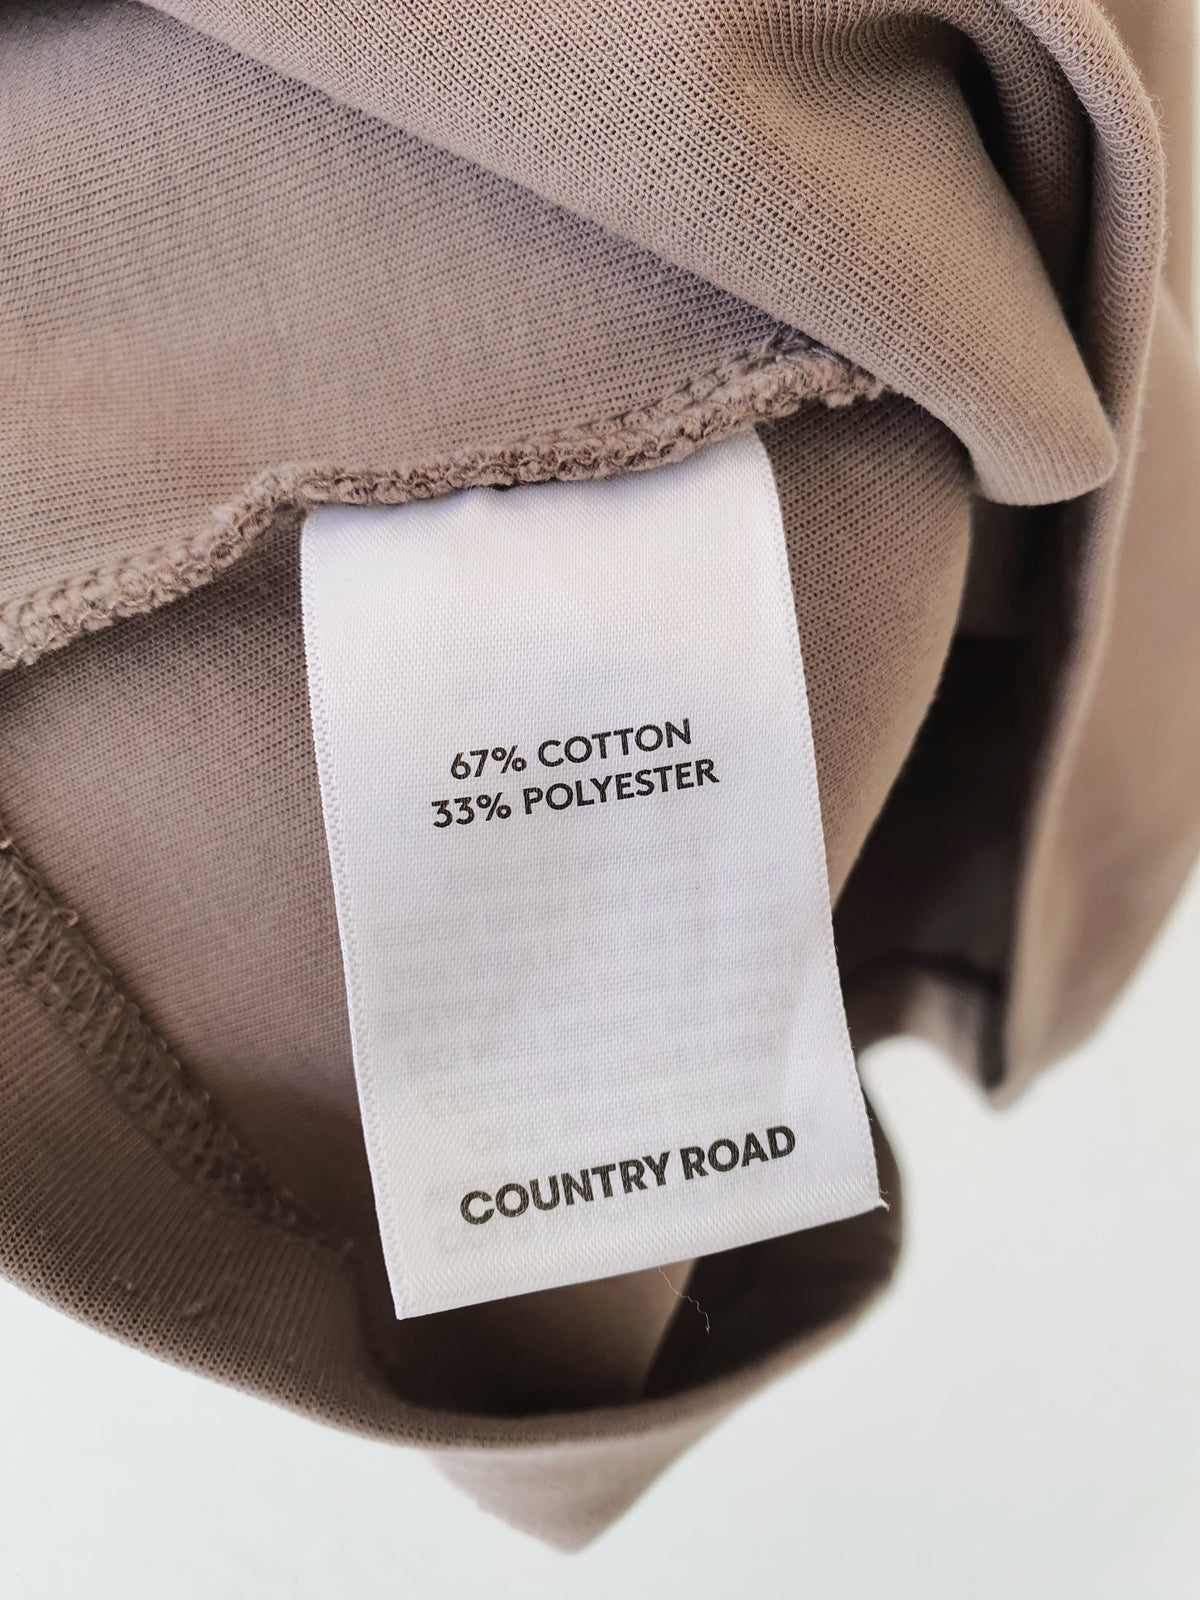 67% COTTON
33% POLYESTER
COUNTRY ROAD